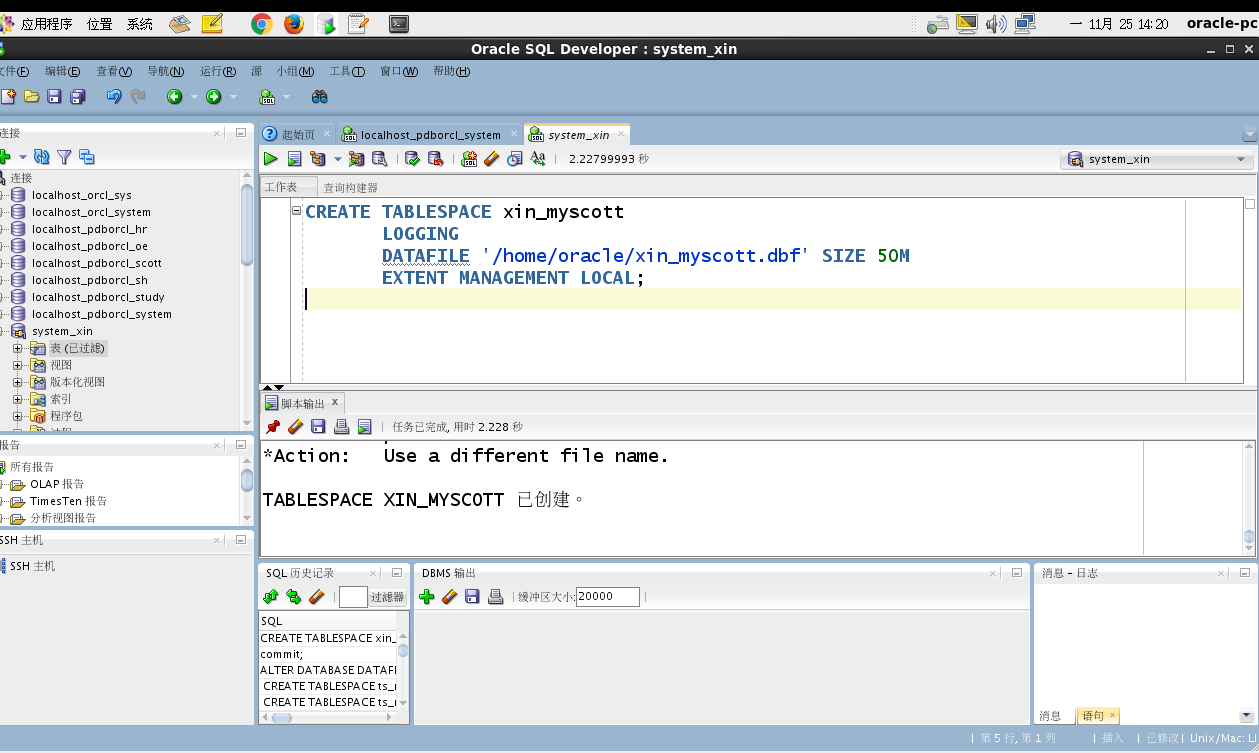 应用程序 位置 系统 一 11月 25 14:20 oracle-pc
Oracle SQL Developer : system_xin
文件(F) 编辑(E) 查看(V) 导航(N) 运行(R) 源 小组(M) 工具(T) 窗口(W) 帮助(H)
连接
起始页 localhost_pdborcl_system system_xin
2.22799993 秒 system_xin
连接
工作表 查询构建器
localhost_orcl_sys
localhost_orcl_system
localhost_pdborcl_hr
localhost_pdborcl_oe
localhost_pdborcl_scott
localhost_pdborcl_sh
localhost_pdborcl_study
localhost_pdborcl_system
system_xin
表 (已过滤)
视图
版本化视图
索引
程序包
CREATE TABLESPACE xin_myscott
LOGGING
DATAFILE '/home/oracle/xin_myscott.dbf' SIZE 50M
EXTENT MANAGEMENT LOCAL;
脚本输出
任务已完成, 用时 2.228 秒
*Action: Use a different file name.
TABLESPACE XIN_MYSCOTT 已创建。
报告
所有报告
OLAP 报告
TimesTen 报告
分析视图报告
SSH 主机
SSH 主机
SQL 历史记录
过滤器
SQL
CREATE TABLESPACE xin_
commit;
ALTER DATABASE DATAFI
CREATE TABLESPACE ts_
CREATE TABLESPACE ts_
DBMS 输出
缓冲区大小: 20000
消息 - 日志
消息 语句
第 5 行, 第 1 列 插入 已修改 Unix/Mac: L